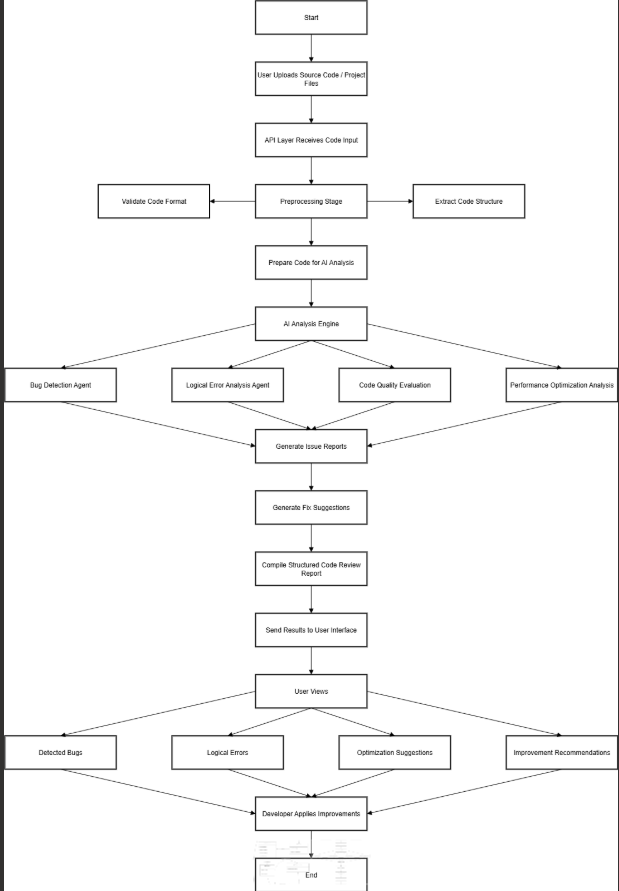 Start
User Uploads Source Code / Project
Files
API Layer Receives Code Input
Validate Code Format
Preprocessing Stage
Extract Code Structure
Prepare Code for AI Analysis
AI Analysis Engine
Bug Detection Agent
Logical Error Analysis Agent
Code Quality Evaluation
Performance Optimization Analysis
Generate Issue Reports
Generate Fix Suggestions
Compile Structured Code Review
Report
Send Results to User Interface
User Views
Detected Bugs
Logical Errors
Optimization Suggestions
Improvement Recommendations
Developer Applies Improvements
End